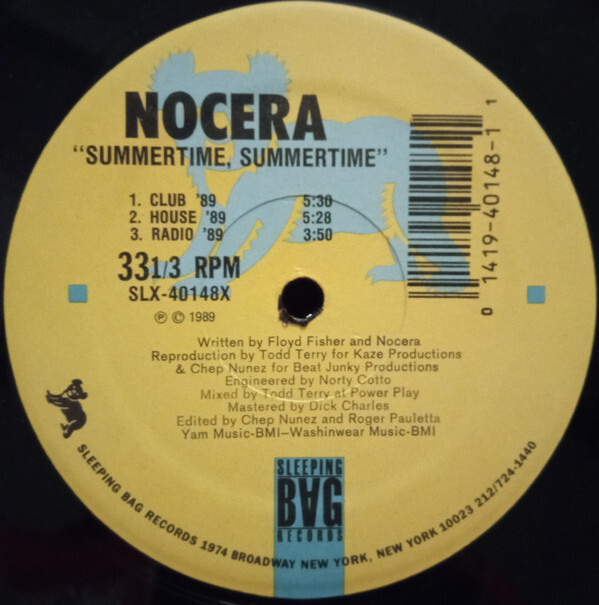 NOCERA
"SUMMERTIME, SUMMERTIME"
1. CLUB '89 5:30
2. HOUSE '89 5:28
3. RADIO '89 3:50
33 1/3 RPM
SLX-40148X
℗ © 1989
0 1419-40148-1 1
Written by Floyd Fisher and Nocera
Reproduction by Todd Terry for Kaze Productions
& Chep Nunez for Beat Junky Productions
Engineered by Norty Cotto
Mixed by Todd Terry at Power Play
Mastered by Dick Charles
Edited by Chep Nunez and Roger Pauletta
Yam Music-BMI–Washinwear Music-BMI
SLEEPING
BAG
RECORDS
SLEEPING BAG RECORDS 1974 BROADWAY NEW YORK, NEW YORK 10023 212/724-1440